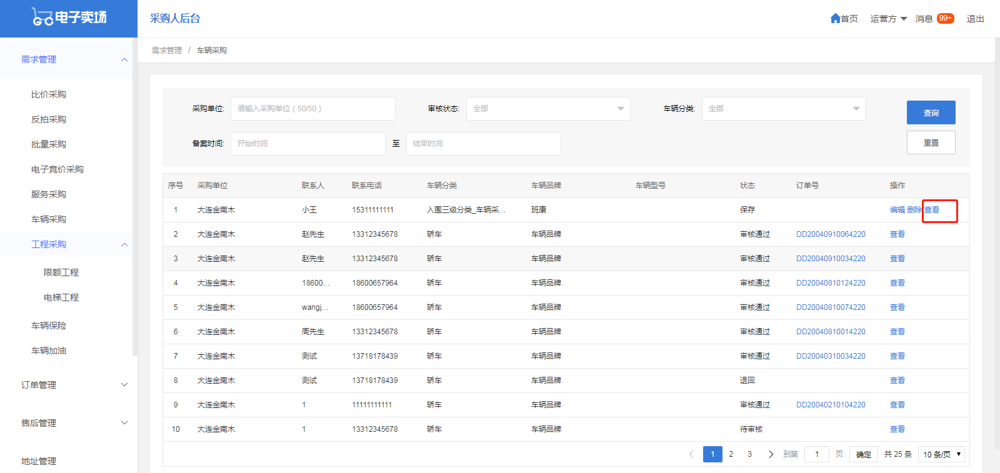 GO电子卖场
采购人后台
首页 运营方 消息 99+ 退出
需求管理 / 车辆采购
需求管理
比价采购
反拍采购
批量采购
电子竞价采购
服务采购
车辆采购
工程采购
限额工程
电梯工程
车辆保险
车辆加油
订单管理
售后管理
地址管理
采购单位: 请输入采购单位（50/50） 审核状态: 全部 车辆分类: 全部 查询
备案时间: 开始时间 至 结束时间 重置
序号 采购单位 联系人 联系电话 车辆分类 车辆品牌 车辆型号 状态 订单号 操作
1 大连金南木 小王 15311111111 入围三级分类_车辆采... 班康 保存 编辑 删除 查看
2 大连金南木 赵先生 13312345678 轿车 车辆品牌 审核通过 DD20040910064220 查看
3 大连金南木 赵先生 13312345678 轿车 车辆品牌 审核通过 DD20040910034220 查看
4 大连金南木 18600... 18600657964 轿车 车辆品牌 审核通过 DD20040810124220 查看
5 大连金南木 wangj... 18600657964 轿车 车辆品牌 审核通过 DD20040810074220 查看
6 大连金南木 周先生 13312345678 轿车 车辆品牌 审核通过 DD20040810014220 查看
7 大连金南木 测试 13718178439 轿车 车辆品牌 审核通过 DD20040310034220 查看
8 大连金南木 测试 13718178439 轿车 车辆品牌 退回 查看
9 大连金南木 1 11111111111 轿车 车辆品牌 审核通过 DD20040210104220 查看
10 大连金南木 1 13312345678 轿车 车辆品牌 待审核 查看
1 2 3 到第 1 页 确定 共 25 条 10 条/页